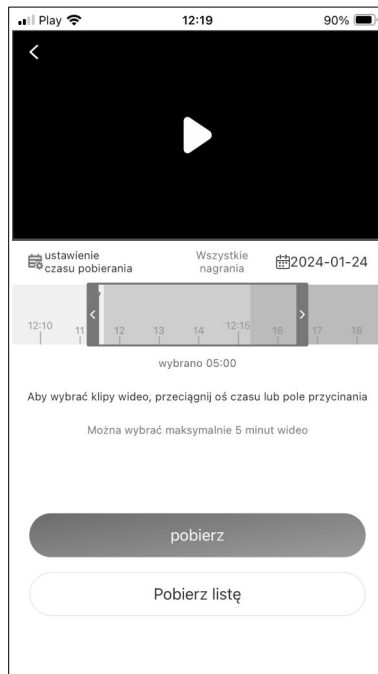 Play 12:19 90%
ustawienie
czasu pobierania
Wszystkie
nagrania
2024-01-24
12:10 11 12 13 14 12:15 16 17 18
wybrano 05:00
Aby wybrać klipy wideo, przeciągnij oś czasu lub pole przycinania
Można wybrać maksymalnie 5 minut wideo
pobierz
Pobierz listę